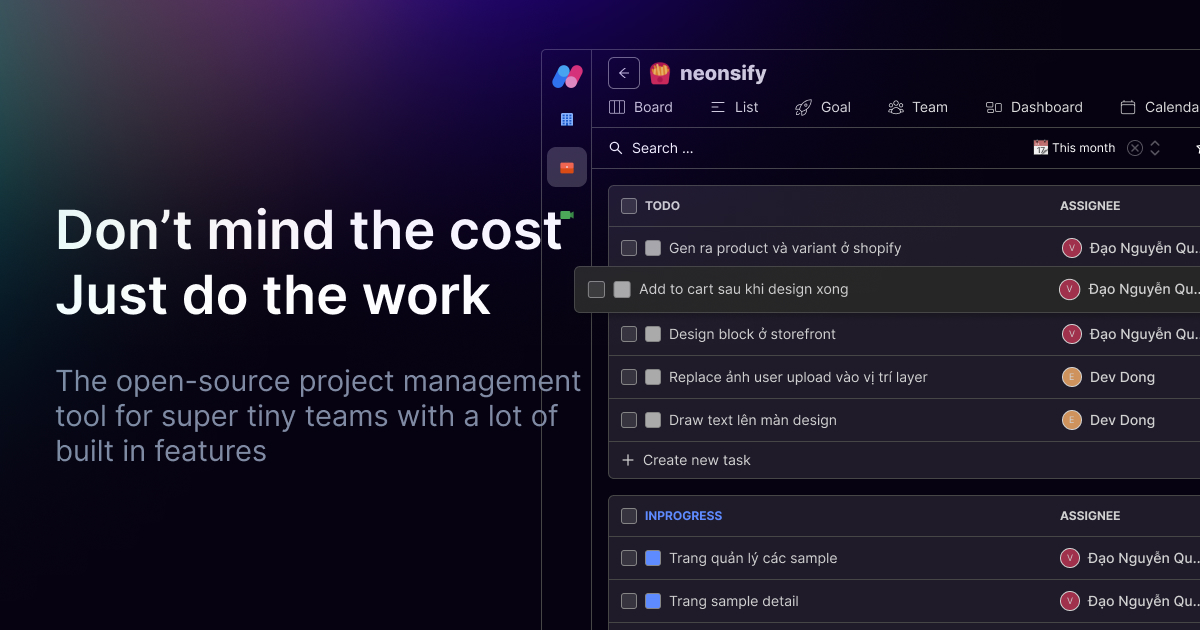 Don’t mind the cost
Just do the work
The open-source project management
tool for super tiny teams with a lot of
built in features
neonsify
Board List Goal Team Dashboard Calenda
Search ... This month
TODO ASSIGNEE
Gen ra product và variant ở shopify V Đạo Nguyễn Qu..
Add to cart sau khi design xong V Đạo Nguyễn Qu..
Design block ở storefront V Đạo Nguyễn Qu..
Replace ảnh user upload vào vị trí layer E Dev Dong
Draw text lên màn design E Dev Dong
Create new task
INPROGRESS ASSIGNEE
Trang quản lý các sample V Đạo Nguyễn Qu..
Trang sample detail V Đạo Nguyễn Qu..